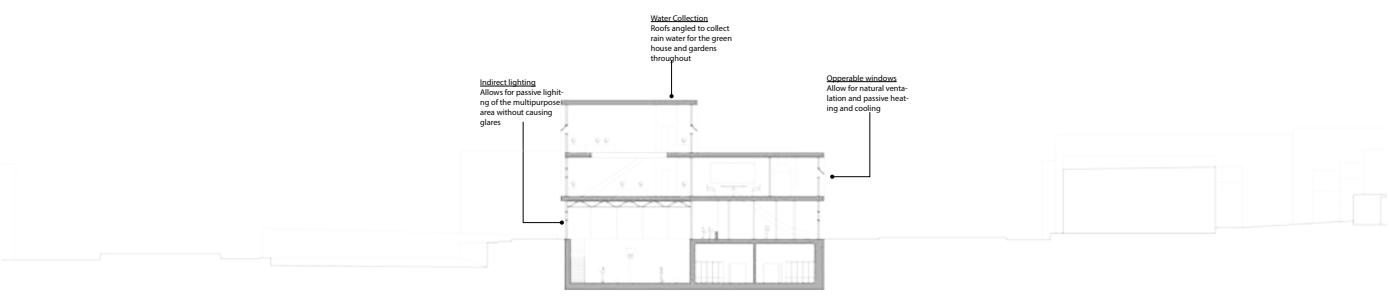 Water Collection
Roofs angled to collect
rain water for the green
house and gardens
throughout
Indirect lighting
Allows for passive lighit-
ng of the multipurpose
area without causing
glares
Opperable windows
Allow for natural venta-
lation and passive heat-
ing and cooling